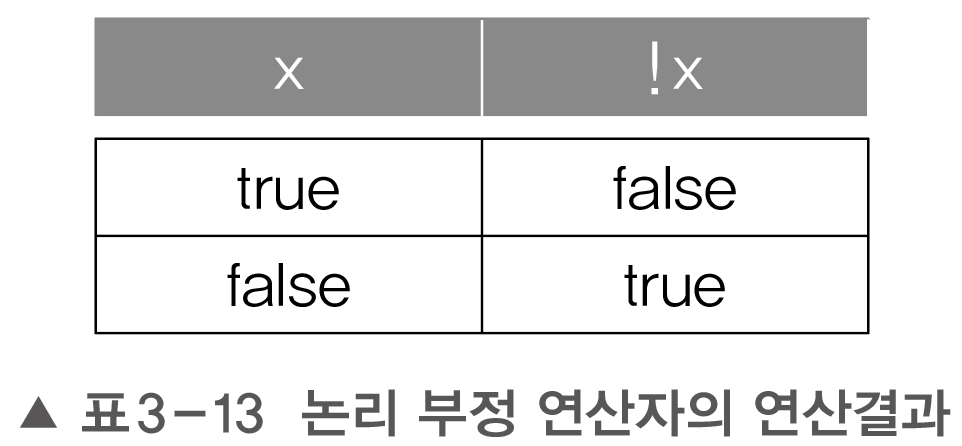 x !x
true false
false true
▲ 표3-13 논리 부정 연산자의 연산결과